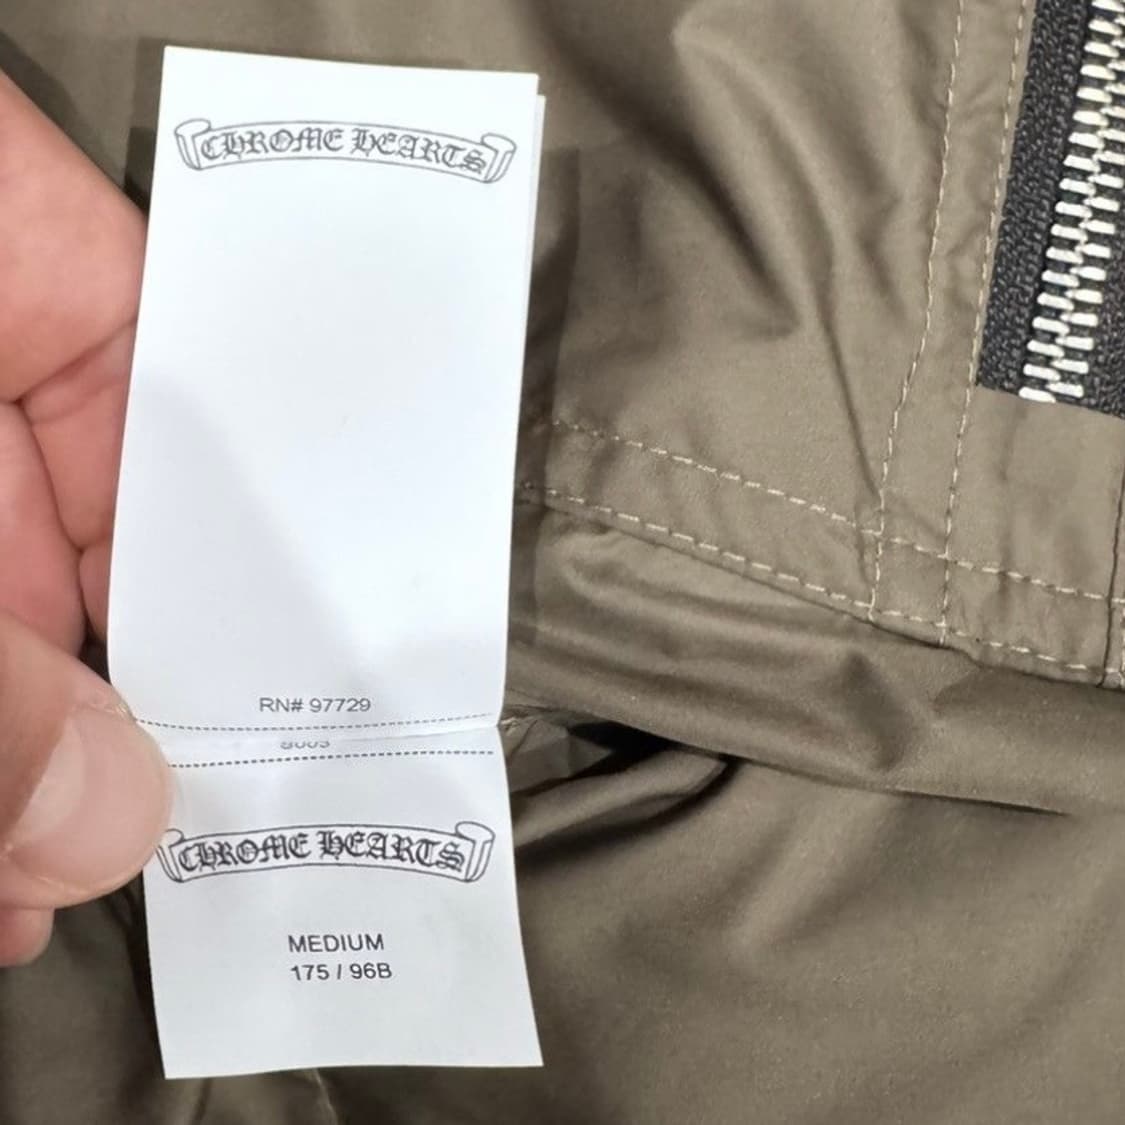 CHROME HEARTS
RN# 97729
CHROME HEARTS
MEDIUM
175 / 96B